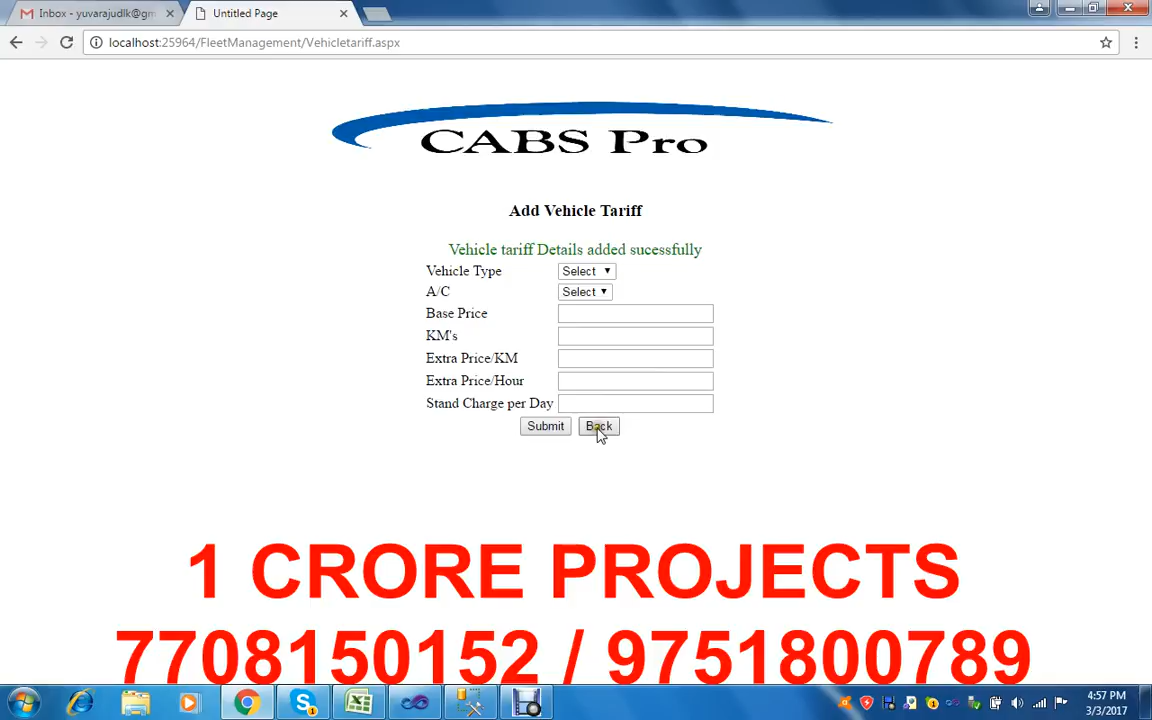 Inbox - yuvarajudlk@gm
Untitled Page
localhost:25964/FleetManagement/Vehicletariff.aspx
CABS Pro
Add Vehicle Tariff
Vehicle tariff Details added sucessfully
Vehicle Type Select
A/C Select
Base Price
KM's
Extra Price/KM
Extra Price/Hour
Stand Charge per Day
Submit Back
1 CRORE PROJECTS
7708150152 / 9751800789
4:57 PM
3/3/2017